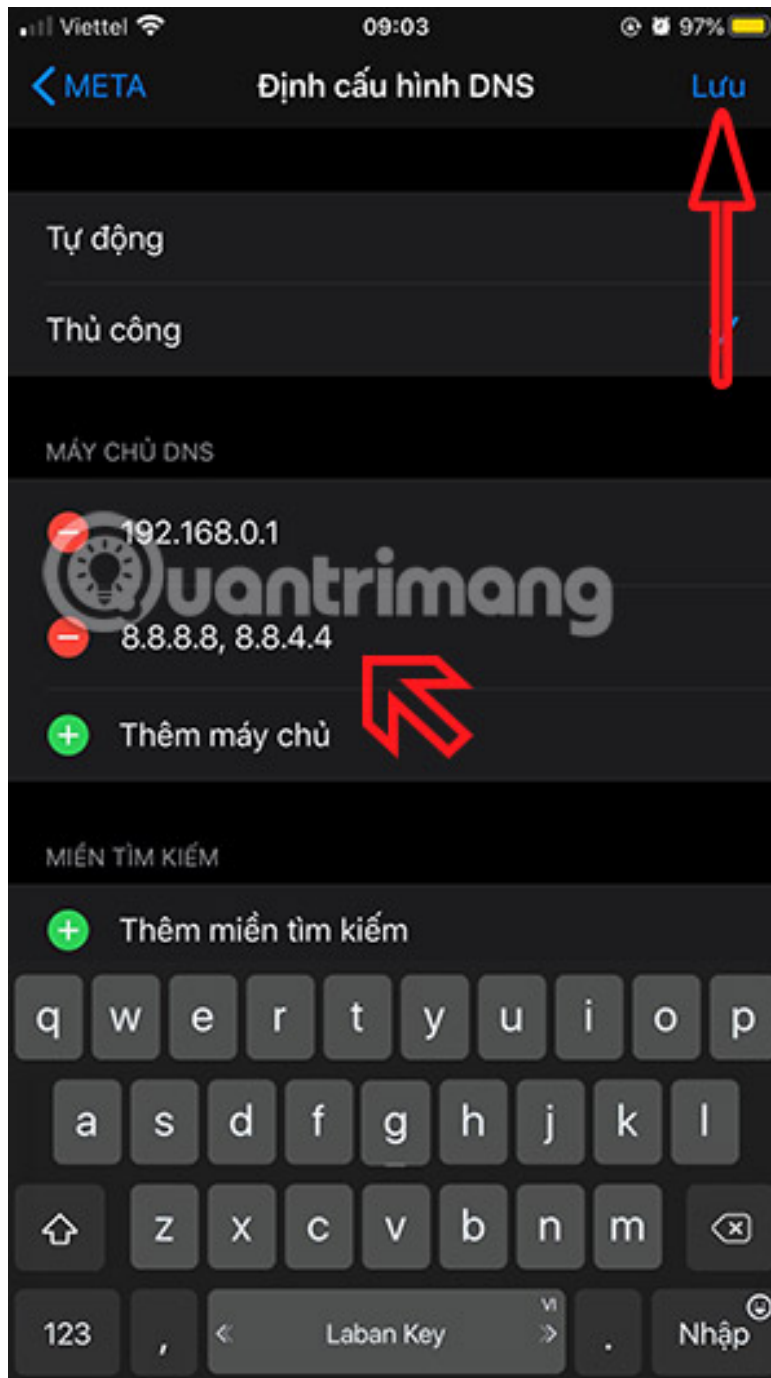 Viettel 09:03 97%
META Định cấu hình DNS Lưu
Tự động
Thủ công
MÁY CHỦ DNS
192.168.0.1
Quantrimang
8.8.8.8, 8.8.4.4
Thêm máy chủ
MIỀN TÌM KIẾM
Thêm miền tìm kiếm
q w e r t y u i o p
a s d f g h j k l
z x c v b n m
123 , « Laban Key VI » . Nhập